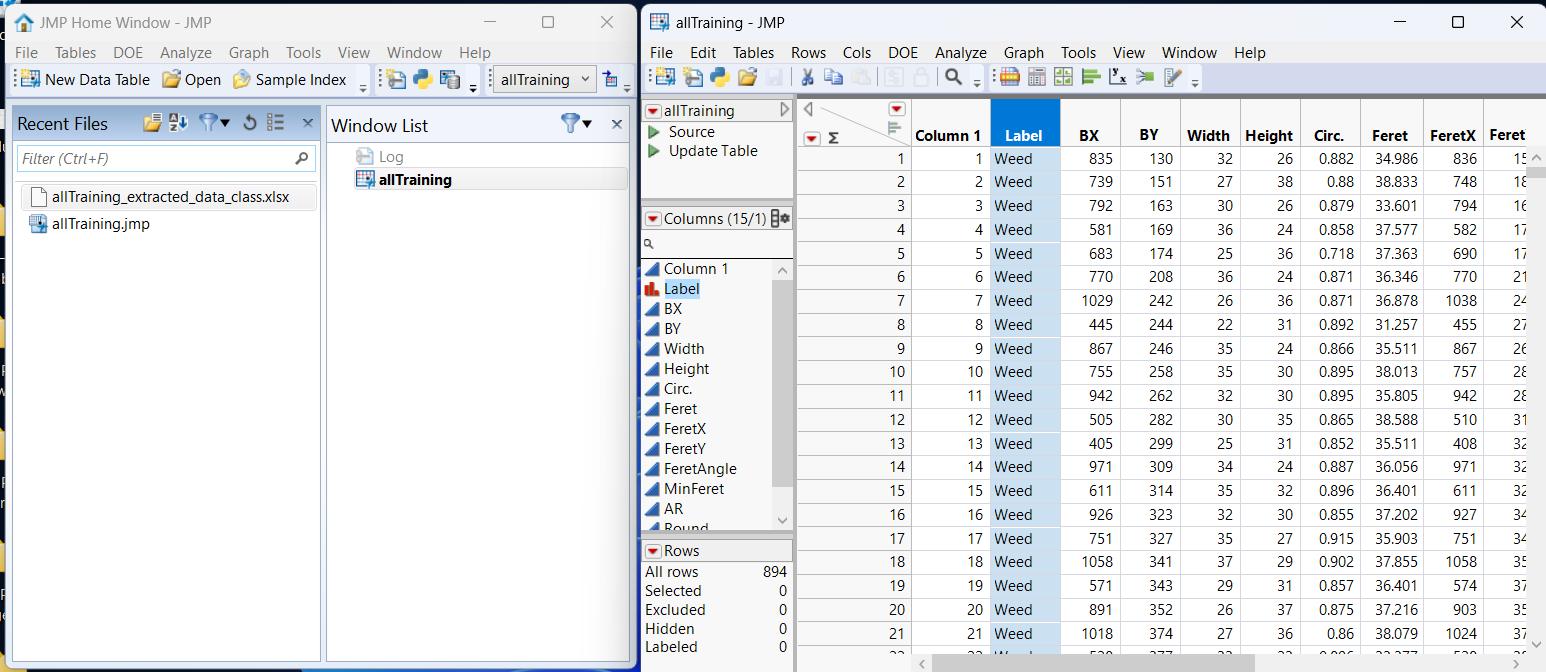 JMP Home Window - JMP
File Tables DOE Analyze Graph Tools View Window Help
New Data Table Open Sample Index allTraining
Recent Files
Filter (Ctrl+F)
allTraining_extracted_data_class.xlsx
allTraining.jmp
Window List
Log
allTraining
allTraining - JMP
File Edit Tables Rows Cols DOE Analyze Graph Tools View Window Help
allTraining
Source
Update Table
Columns (15/1)
Column 1
Label
BX
BY
Width
Height
Circ.
Feret
FeretX
FeretY
FeretAngle
MinFeret
AR
Round
Rows
All rows 894
Selected 0
Excluded 0
Hidden 0
Labeled 0
Σ Column 1 Label BX BY Width Height Circ. Feret FeretX Feret
1 1 Weed 835 130 32 26 0.882 34.986 836 15
2 2 Weed 739 151 27 38 0.88 38.833 748 18
3 3 Weed 792 163 30 26 0.879 33.601 794 16
4 4 Weed 581 169 36 24 0.858 37.577 582 17
5 5 Weed 683 174 25 36 0.718 37.363 690 17
6 6 Weed 770 208 36 24 0.871 36.346 770 21
7 7 Weed 1029 242 26 36 0.871 36.878 1038 24
8 8 Weed 445 244 22 31 0.892 31.257 455 27
9 9 Weed 867 246 35 24 0.866 35.511 867 26
10 10 Weed 755 258 35 30 0.895 38.013 757 28
11 11 Weed 942 262 32 30 0.895 35.805 942 28
12 12 Weed 505 282 30 35 0.865 38.588 510 31
13 13 Weed 405 299 25 31 0.852 35.511 408 32
14 14 Weed 971 309 34 24 0.887 36.056 971 32
15 15 Weed 611 314 35 32 0.896 36.401 611 32
16 16 Weed 926 323 32 30 0.855 37.202 927 34
17 17 Weed 751 327 35 27 0.915 35.903 751 34
18 18 Weed 1058 341 37 29 0.902 37.855 1058 35
19 19 Weed 571 343 29 31 0.857 36.401 574 37
20 20 Weed 891 352 26 37 0.875 37.216 903 35
21 21 Weed 1018 374 27 36 0.86 38.079 1024 37